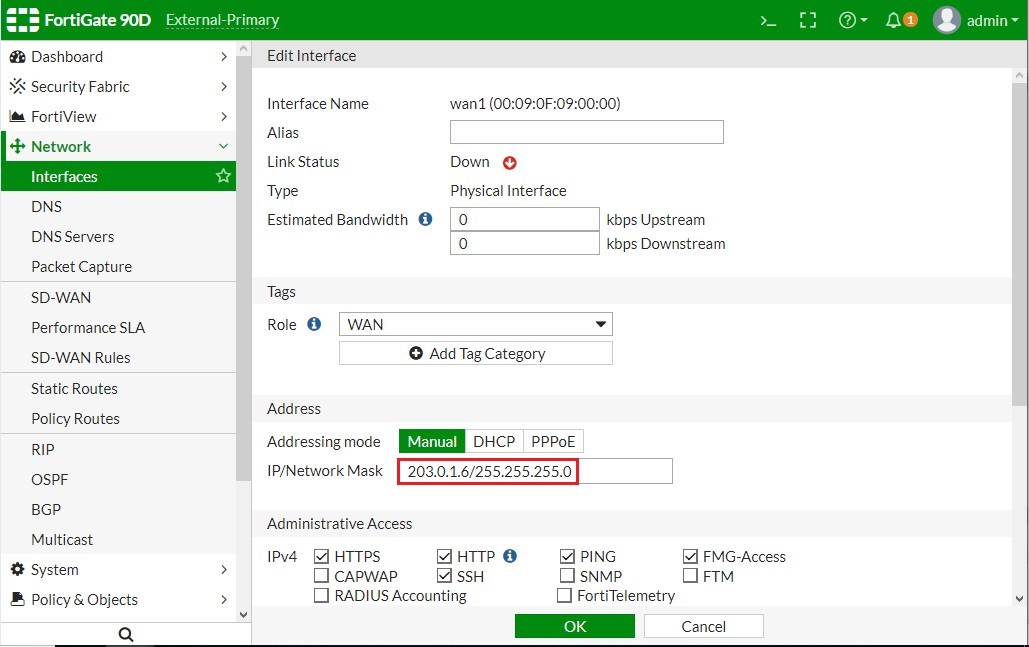 FortiGate 90D External-Primary >_ 1 admin
Dashboard
Security Fabric
FortiView
Network
Interfaces
DNS
DNS Servers
Packet Capture
SD-WAN
Performance SLA
SD-WAN Rules
Static Routes
Policy Routes
RIP
OSPF
BGP
Multicast
System
Policy & Objects
Edit Interface
Interface Name wan1 (00:09:0F:09:00:00)
Alias
Link Status Down
Type Physical Interface
Estimated Bandwidth 0 kbps Upstream
0 kbps Downstream
Tags
Role WAN
Add Tag Category
Address
Addressing mode Manual DHCP PPPoE
IP/Network Mask 203.0.1.6/255.255.255.0
Administrative Access
IPv4 HTTPS HTTP PING FMG-Access
CAPWAP SSH SNMP FTM
RADIUS Accounting FortiTelemetry
OK Cancel